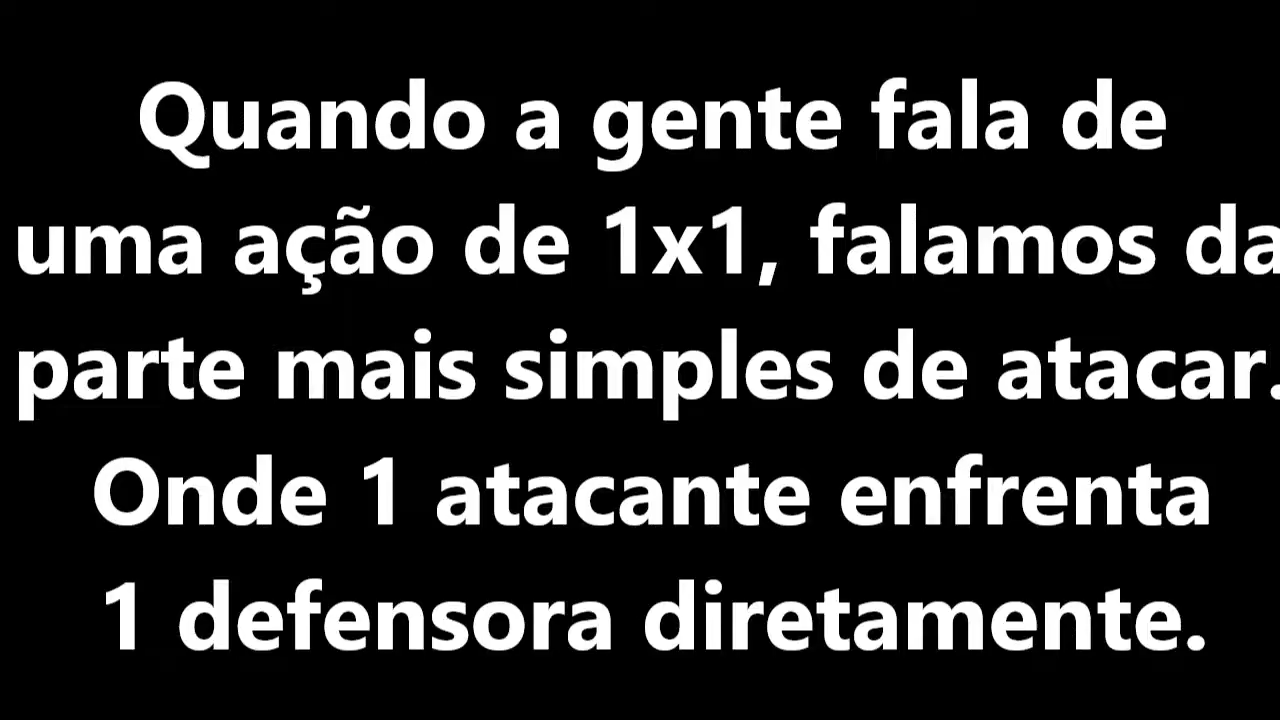 Quando a gente fala de
uma ação de 1x1, falamos da
parte mais simples de atacar.
Onde 1 atacante enfrenta
1 defensora diretamente.